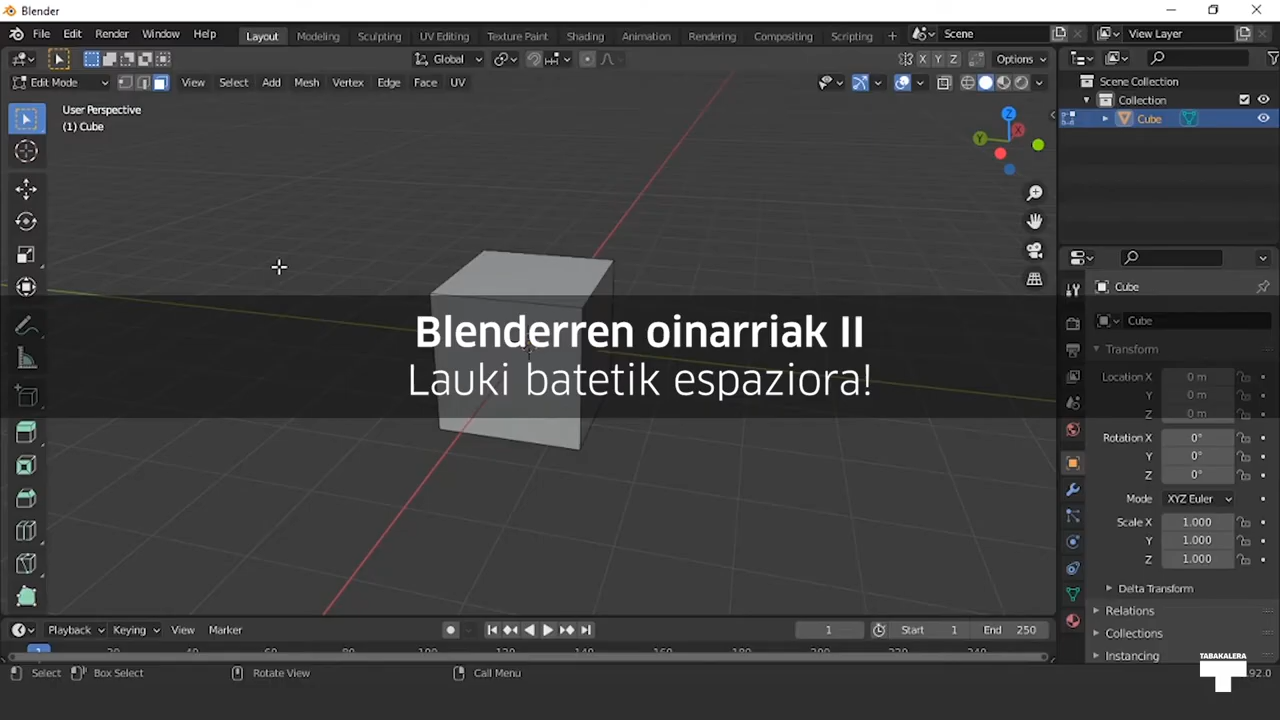 Blender
File Edit Render Window Help Layout Modeling Sculpting UV Editing Texture Paint Shading Animation Rendering Compositing Scripting + Scene View Layer
Global X Y Z Options
Edit Mode View Select Add Mesh Vertex Edge Face UV
User Perspective
(1) Cube
Z
X
Y
Scene Collection
Collection
Cube
Blenderren oinarriak II
Lauki batetik espaziora!
Cube
Cube
Transform
Location X 0 m
Y 0 m
Z 0 m
Rotation X 0°
Y 0°
Z 0°
Mode XYZ Euler
Scale X 1.000
Y 1.000
Z 1.000
Delta Transform
Relations
Collections
Instancing
Playback Keying View Marker 1 Start 1 End 250
Select Box Select Rotate View Call Menu
TABAKALERA
92.0